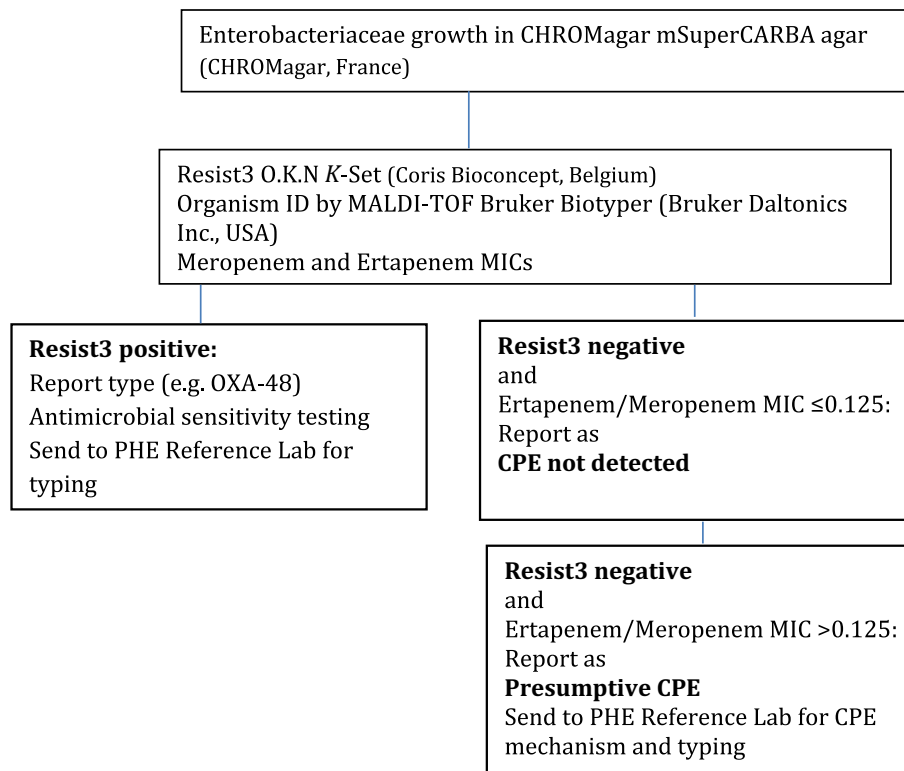 Enterobacteriaceae growth in CHROMagar mSuperCARBA agar
(CHROMagar, France)
Resist3 O.K.N K-Set (Coris Bioconcept, Belgium)
Organism ID by MALDI-TOF Bruker Biotyper (Bruker Daltonics
Inc., USA)
Meropenem and Ertapenem MICs
Resist3 positive:
Report type (e.g. OXA-48)
Antimicrobial sensitivity testing
Send to PHE Reference Lab for
typing
Resist3 negative
and
Ertapenem/Meropenem MIC ≤0.125:
Report as
CPE not detected
Resist3 negative
and
Ertapenem/Meropenem MIC >0.125:
Report as
Presumptive CPE
Send to PHE Reference Lab for CPE
mechanism and typing